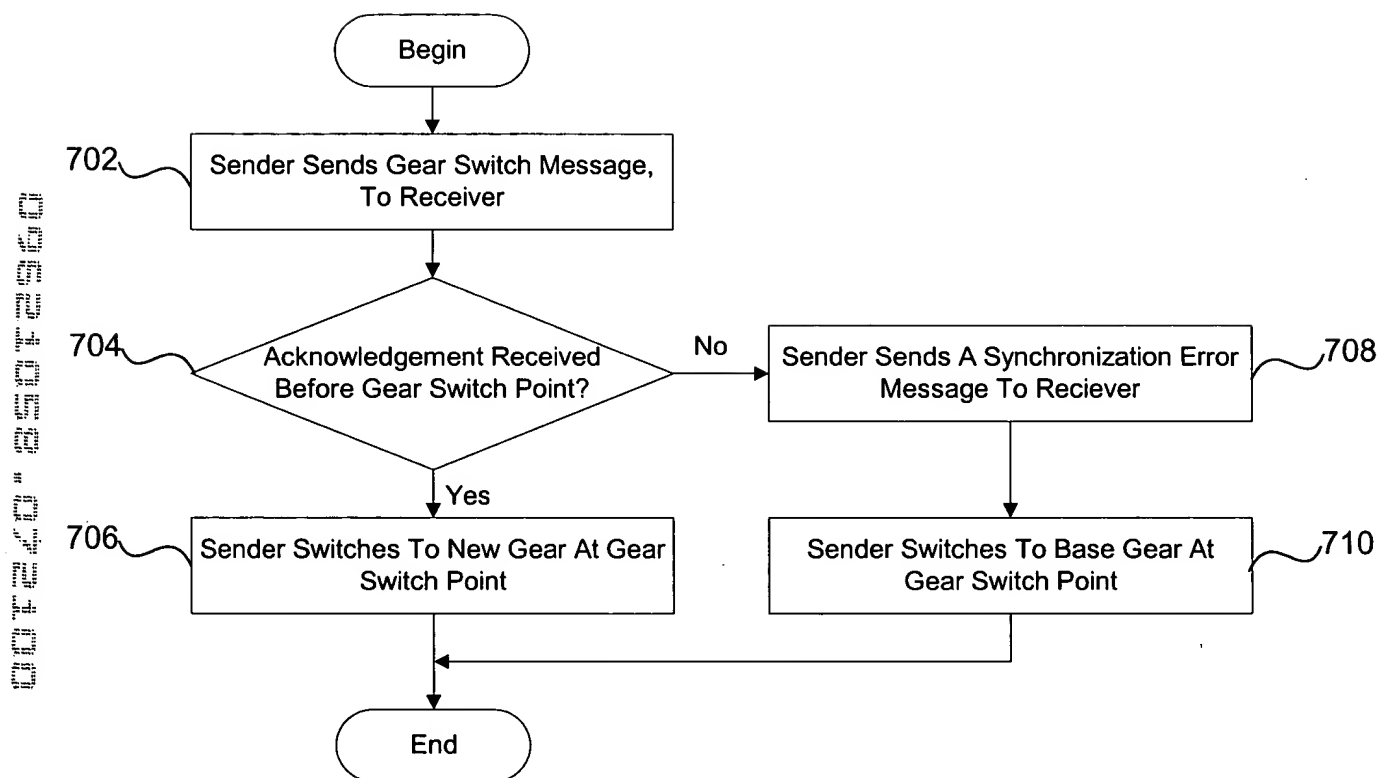 Begin
702
Sender Sends Gear Switch Message,
To Receiver
704
Acknowledgement Received
Before Gear Switch Point?
No
Sender Sends A Synchronization Error
Message To Reciever
708
Yes
706
Sender Switches To New Gear At Gear
Switch Point
Sender Switches To Base Gear At
Gear Switch Point
710
End